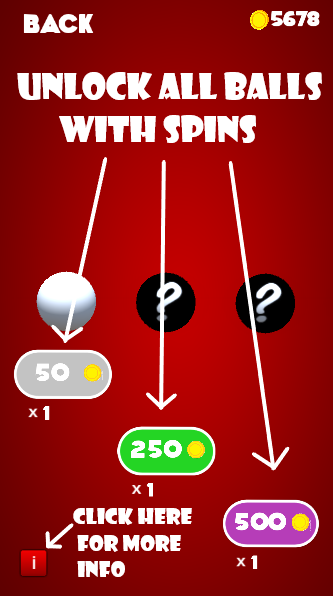 BACK
5678
UNLOCK ALL BALLS
WITH SPINS
? ?
50
x 1
250
x 1
500
x 1
CLICK HERE
FOR MORE
INFO
i